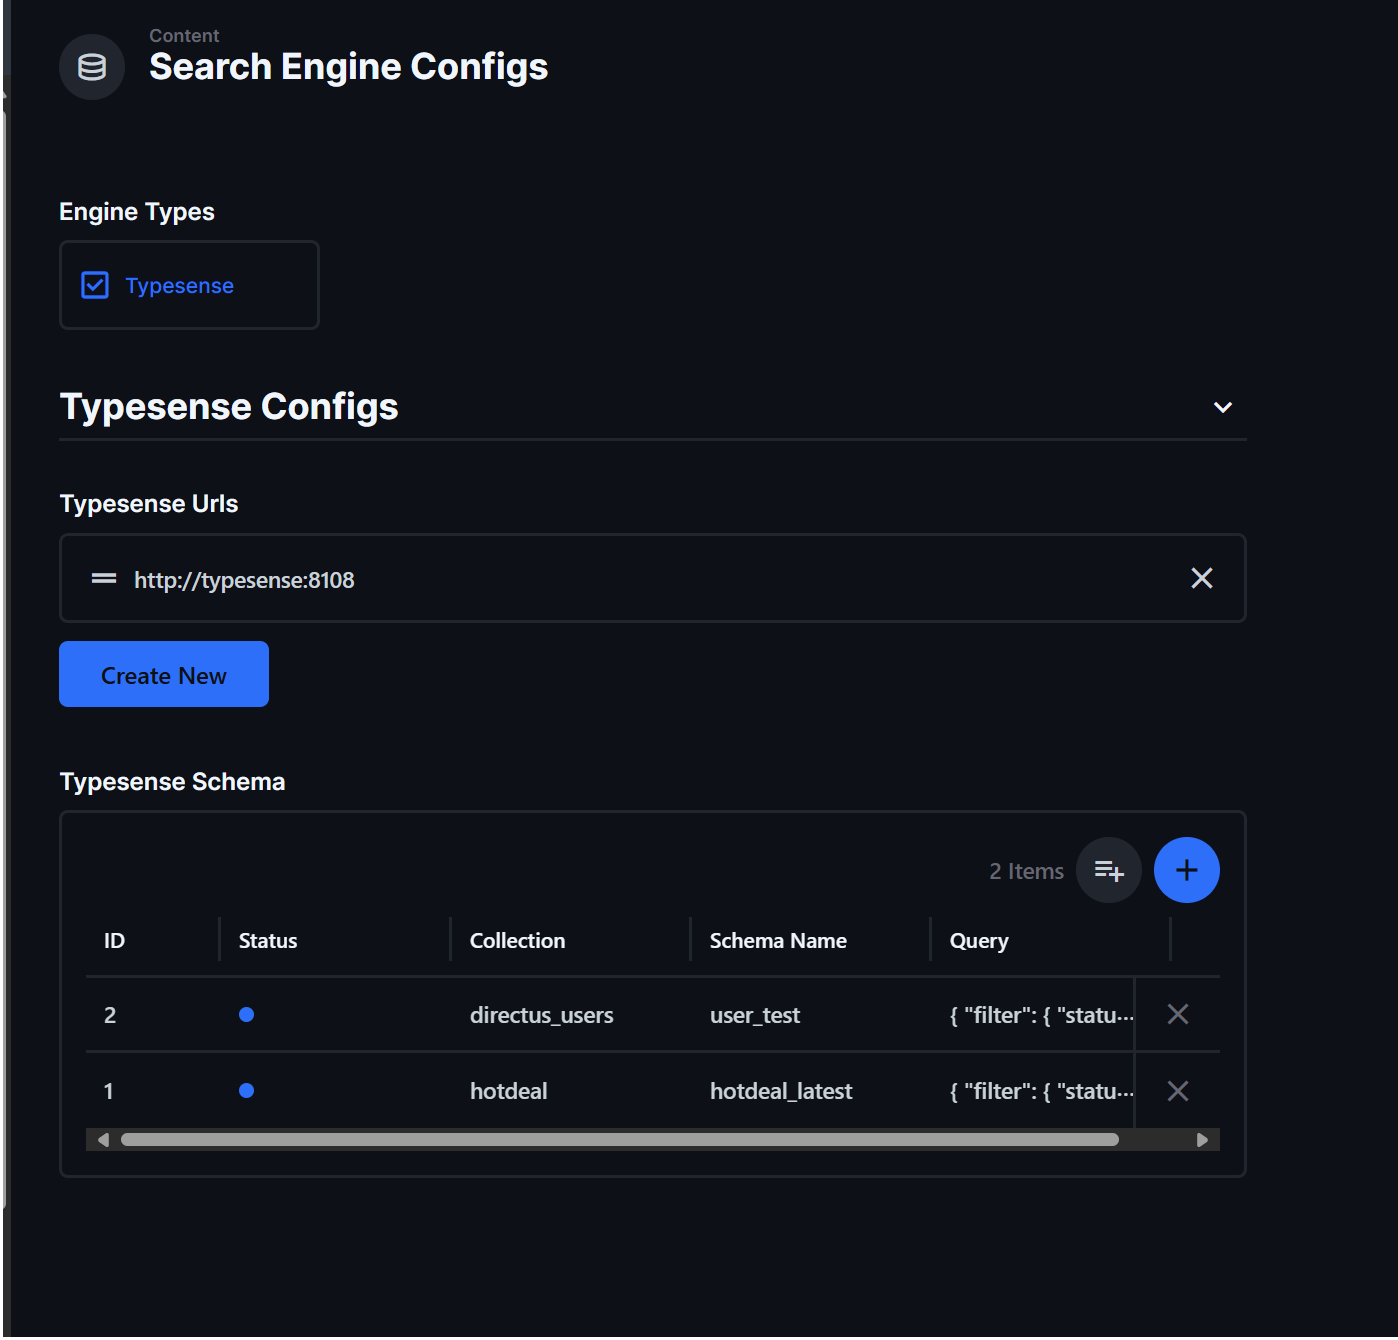 Content
Search Engine Configs
Engine Types
Typesense
Typesense Configs
Typesense Urls
http://typesense:8108
Create New
Typesense Schema
2 Items
ID Status Collection Schema Name Query
2 directus_users user_test { "filter": { "statu...
1 hotdeal hotdeal_latest { "filter": { "statu...